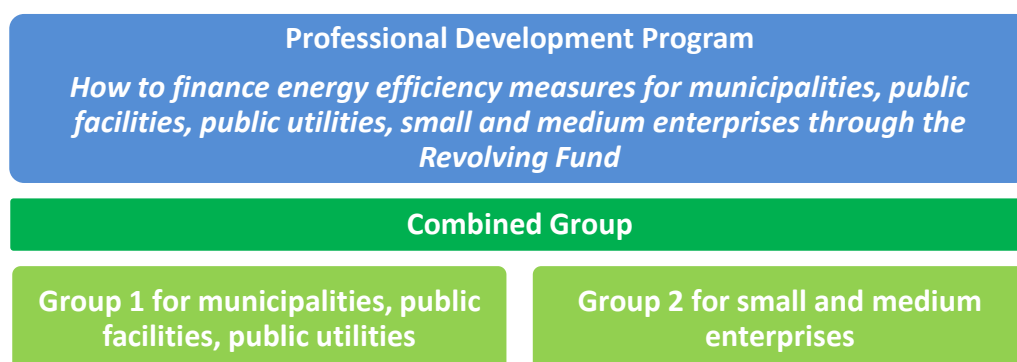 Professional Development Program
How to finance energy efficiency measures for municipalities, public
facilities, public utilities, small and medium enterprises through the
Revolving Fund
Combined Group
Group 1 for municipalities, public
facilities, public utilities
Group 2 for small and medium
enterprises